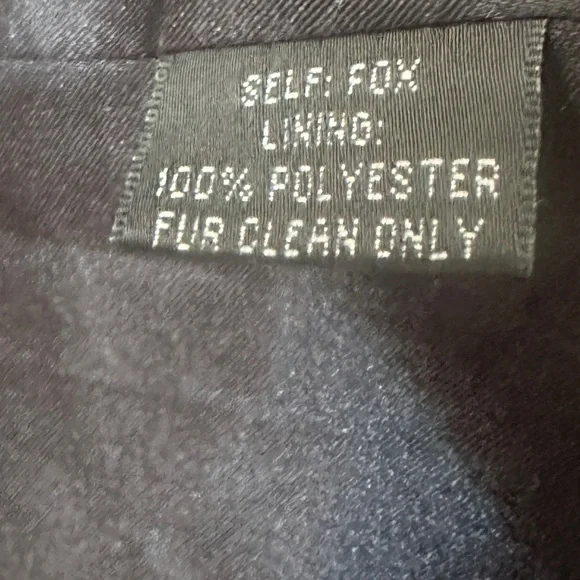 SELF: FOX
LINING:
100% POLYESTER
FUR CLEAN ONLY